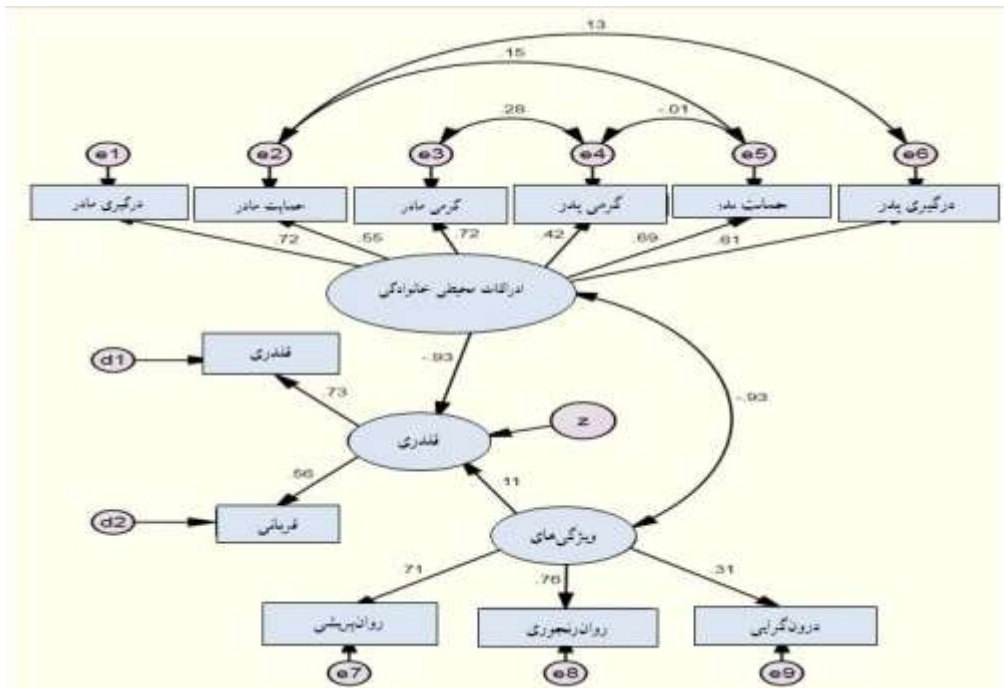 .13
.15
.28
-.01
e1
e2
e3
e4
e5
e6
درگیری مادر
حمایت مادر
گرمی مادر
گرمی پدر
حمایت
درگیری پدر
.72
.55
.72
.42
.69
.61
ادراکات محیطی خانوادگی
قلدری
d1
-.93
-.93
.73
قلدری
z
.56
11
d2
قربانی
ویژگی‌های
.71
.76
.31
روان‌پریشی
روان‌رنجوری
درون‌گرایی
e7
e8
e9